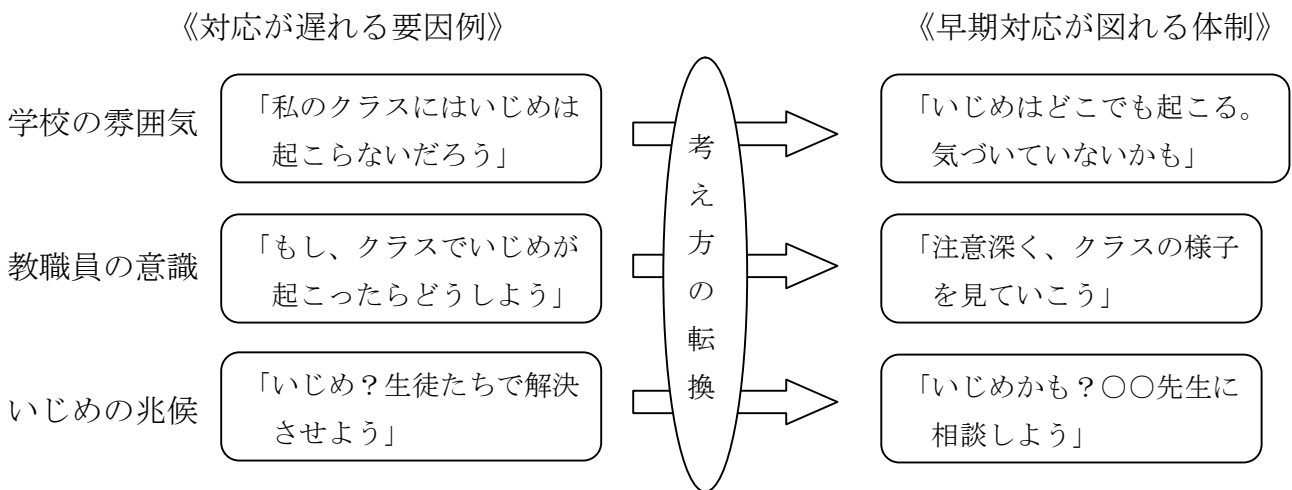 《対応が遅れる要因例》
《早期対応が図れる体制》
学校の雰囲気
「私のクラスにはいじめは
起こらないだろう」
「いじめはどこでも起こる。
気づいていないかも」
教職員の意識
「もし、クラスでいじめが
起こったらどうしよう」
「注意深く、クラスの様子
を見ていこう」
いじめの兆候
「いじめ？生徒たちで解決
させよう」
「いじめかも？○○先生に
相談しよう」
考え方の転換